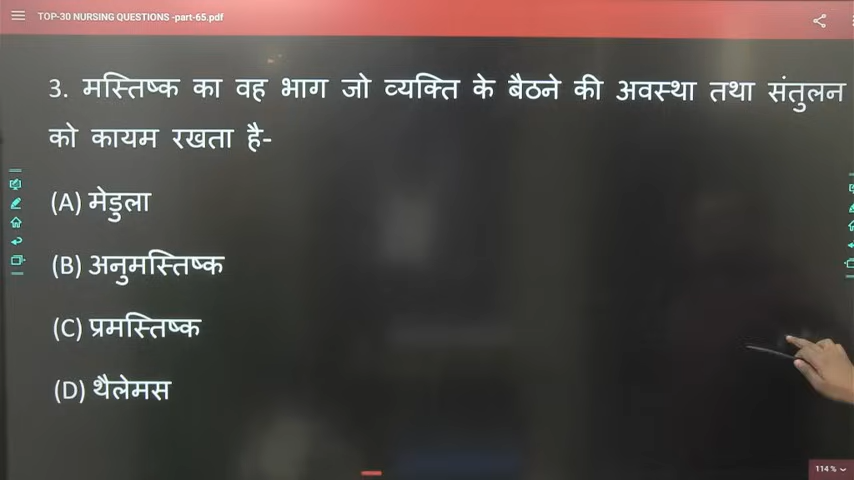 TOP-30 NURSING QUESTIONS -part-65.pdf
3. मस्तिष्क का वह भाग जो व्यक्ति के बैठने की अवस्था तथा संतुलन
को कायम रखता है-
(A) मेडुला
(B) अनुमस्तिष्क
(C) प्रमस्तिष्क
(D) थैलेमस
114 %